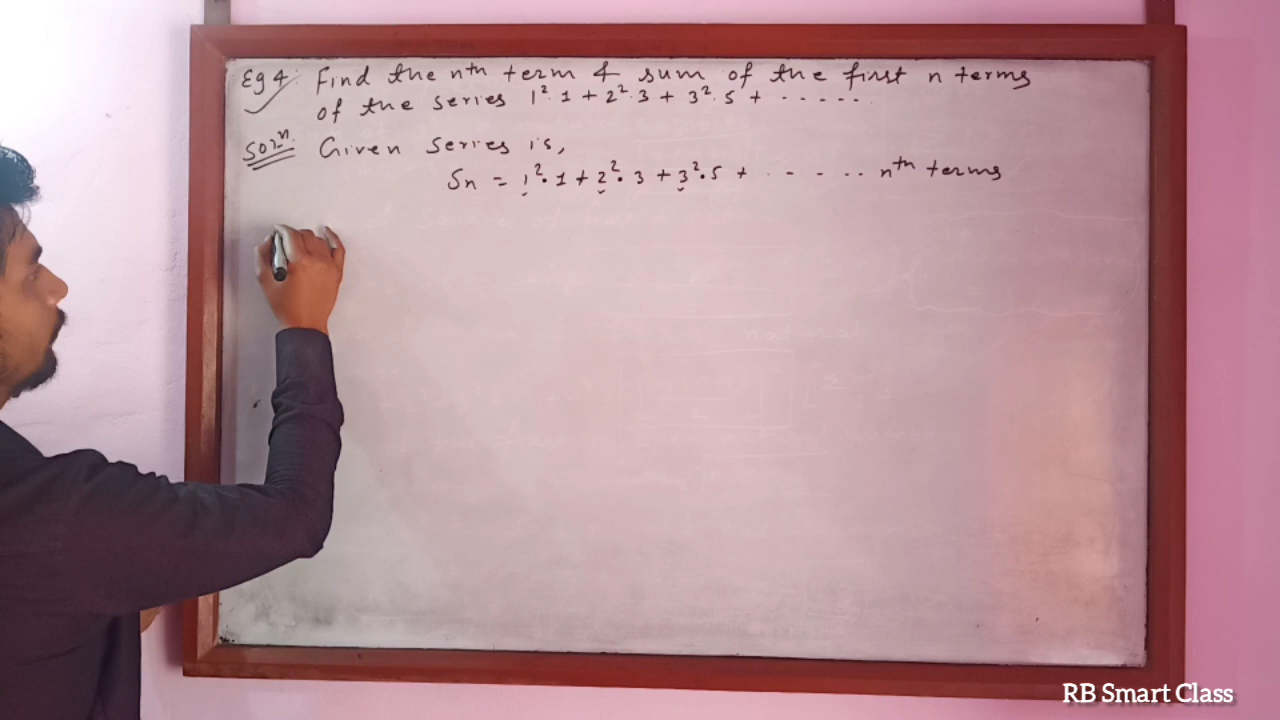 Eg 4: Find the nth term & sum of the first n terms
of the series 1². 1 + 2². 3 + 3². 5 + ......
Solⁿ: Given series is,
Sn = 1². 1 + 2². 3 + 3². 5 + ...... nth terms
RB Smart Class